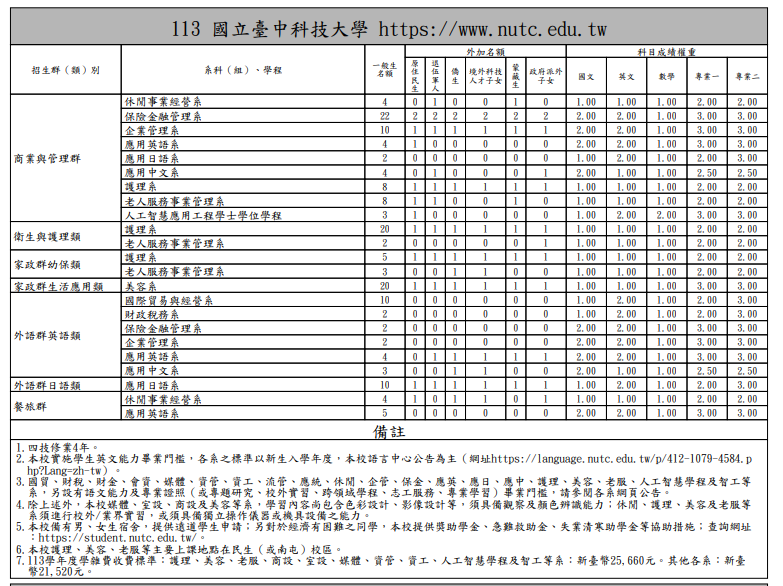 113 國立臺中科技大學 https://www.nutc.edu.tw
招生群（類）別 系科（組）、學程 一般生名額 外加名額 科目成績權重
原住民生 退伍軍人 僑生 境外科技人才子女 蒙藏生 政府派外子女 國文 英文 數學 專業一 專業二
商業與管理群
休閒事業經營系 4 0 1 0 0 1 0 1.00 1.00 1.00 2.00 2.00
保險金融管理系 22 2 2 2 2 2 2 2.00 2.00 1.00 3.00 3.00
企業管理系 10 1 1 1 1 1 1 2.00 2.00 1.00 3.00 3.00
應用英語系 4 1 0 0 0 0 0 2.00 2.00 1.00 3.00 3.00
應用日語系 2 0 0 0 0 0 0 1.00 2.00 1.00 3.00 3.00
應用中文系 4 0 1 0 0 0 1 2.00 1.00 1.00 2.50 2.50
護理系 8 1 1 1 1 1 1 1.00 1.00 1.00 3.00 3.00
老人服務事業管理系 8 1 1 0 0 1 0 1.00 1.00 1.00 3.00 3.00
人工智慧應用工程學士學位學程 3 1 0 0 0 0 0 1.00 2.00 2.00 3.00 3.00
衛生與護理類
護理系 20 1 1 1 1 1 1 1.00 1.00 1.00 3.00 3.00
老人服務事業管理系 2 0 0 0 0 0 1 1.00 1.00 1.00 3.00 3.00
家政群幼保類
護理系 5 1 1 1 1 1 1 1.00 1.00 1.00 3.00 3.00
老人服務事業管理系 3 0 0 1 1 0 0 1.00 1.00 1.00 3.00 3.00
家政群生活應用類 美容系 20 1 1 1 1 1 1 1.00 1.00 1.00 3.00 3.00
外語群英語類
國際貿易與經營系 10 0 0 0 0 0 0 1.00 2.00 1.00 3.00 3.00
財政稅務系 2 0 0 0 0 0 0 1.00 2.00 1.00 2.00 2.00
保險金融管理系 2 0 0 0 0 0 0 2.00 2.00 1.00 3.00 3.00
企業管理系 2 0 0 0 0 0 0 2.00 2.00 1.00 3.00 3.00
應用英語系 4 0 1 1 1 1 1 2.00 2.00 1.00 3.00 3.00
應用中文系 3 0 0 1 1 0 0 2.00 1.00 1.00 2.50 2.50
外語群日語類 應用日語系 10 1 1 1 1 1 1 1.00 2.00 1.00 3.00 3.00
餐旅群
休閒事業經營系 4 1 0 1 1 0 1 1.00 1.00 1.00 2.00 2.00
應用英語系 5 0 0 0 0 0 0 2.00 2.00 1.00 3.00 3.00
備註
1.四技修業4年。
2.本校實施學生英文能力畢業門檻，各系之標準以新生入學年度，本校語言中心公告為主（網址https://language.nutc.edu.tw/p/412-1079-4584.p
hp?Lang=zh-tw）。
3.國貿、財稅、財金、會資、媒體、資管、資工、流管、應統、休閒、企管、保金、應英、應日、應中、護理、美容、老服、人工智慧學程及智工等
系，另設有語文能力及專業證照（或專題研究、校外實習、跨領域學程、志工服務、專業學習）畢業門檻，請參閱各系網頁公告。
4.除上述外，本校媒體、室設、商設及美容等系，學習內容尚包含色彩設計、影像設計等，須具備觀察及顏色辨識能力；休閒、護理、美容及老服等
系須進行校外/業界實習，或須具備獨立操作儀器或機具設備之能力。
5.本校備有男、女生宿舍，提供遠道學生申請；另對於經濟有困難之同學，本校提供獎助學金、急難救助金、失業清寒助學金等協助措施；查詢網址
：https://student.nutc.edu.tw/。
6.本校護理、美容、老服等主要上課地點在民生（或南屯）校區。
7.113學年度學雜費收費標準：護理、美容、老服、商設、室設、媒體、資管、資工、人工智慧學程及智工等系：新臺幣25,660元。其他各系：新臺
幣21,520元。